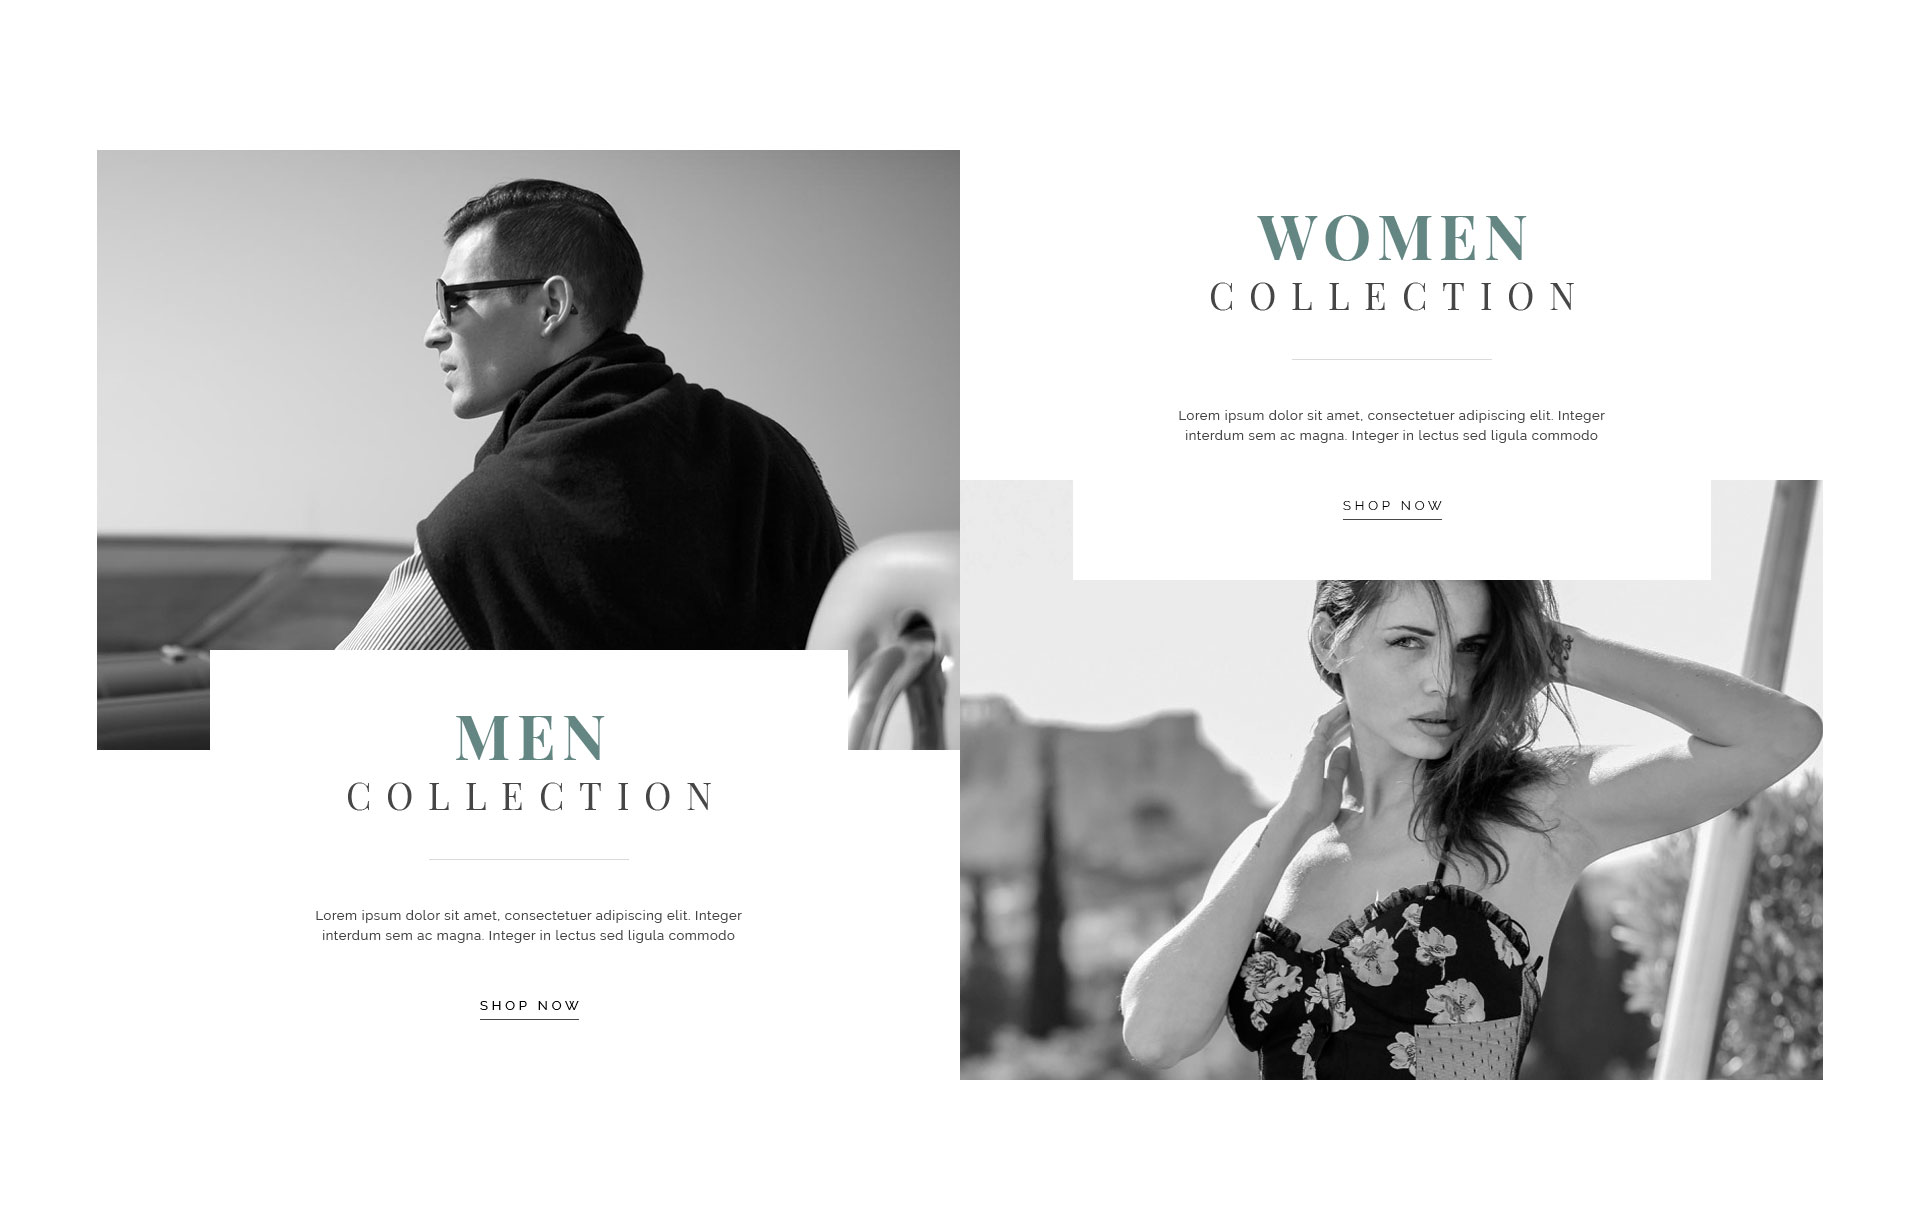 WOMEN
COLLECTION
Lorem ipsum dolor sit amet, consectetuer adipiscing elit. Integer
interdum sem ac magna. Integer in lectus sed ligula commodo
SHOP NOW
MEN
COLLECTION
Lorem ipsum dolor sit amet, consectetuer adipiscing elit. Integer
interdum sem ac magna. Integer in lectus sed ligula commodo
SHOP NOW